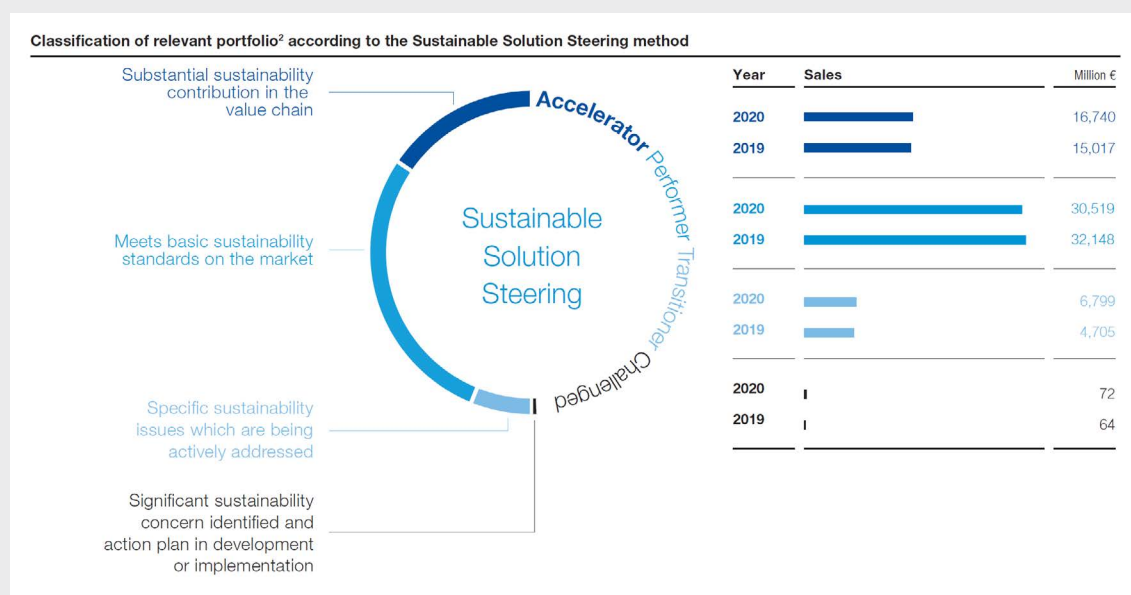 Classification of relevant portfolio² according to the Sustainable Solution Steering method
Substantial sustainability
contribution in the
value chain
Meets basic sustainability
standards on the market
Specific sustainability
issues which are being
actively addressed
Significant sustainability
concern identified and
action plan in development
or implementation
Sustainable
Solution
Steering
Accelerator
Performer
Transitioner
Challenged
Year Sales Million €
2020 16,740
2019 15,017
2020 30,519
2019 32,148
2020 6,799
2019 4,705
2020 72
2019 64